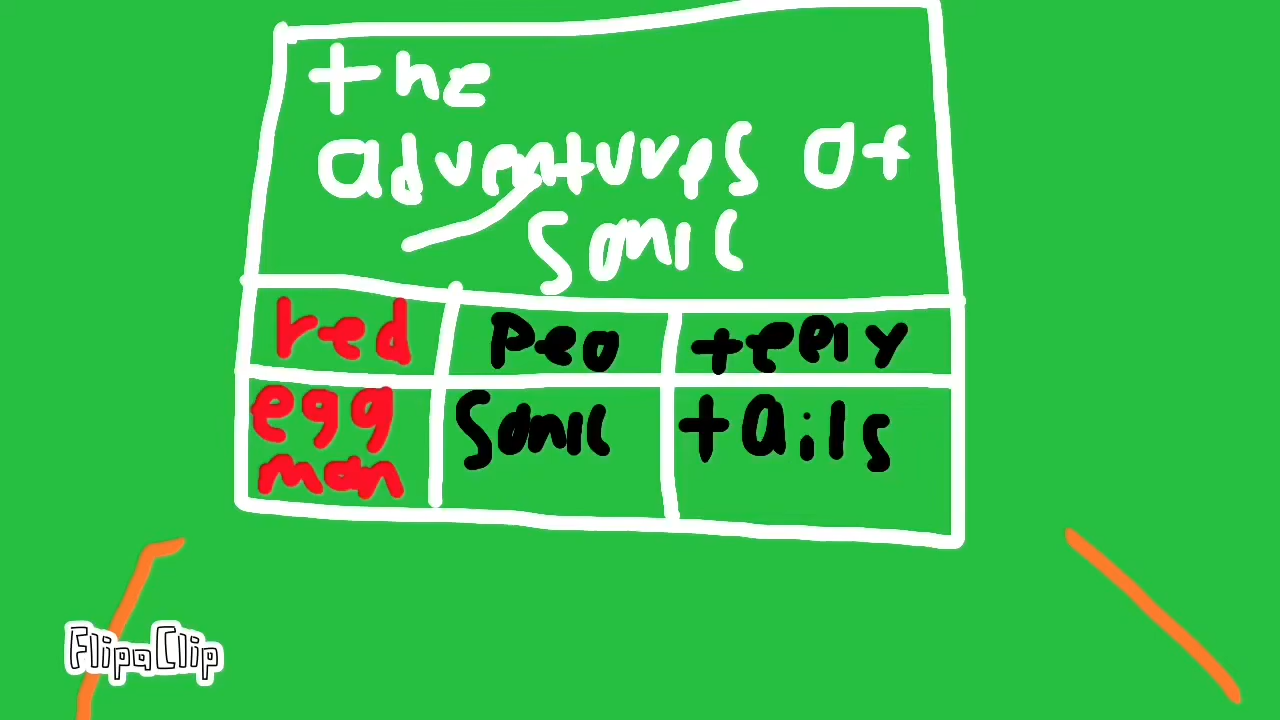 the
adventures of
sonic
red Peo teely
egg sonic tails
man
FlipaClip